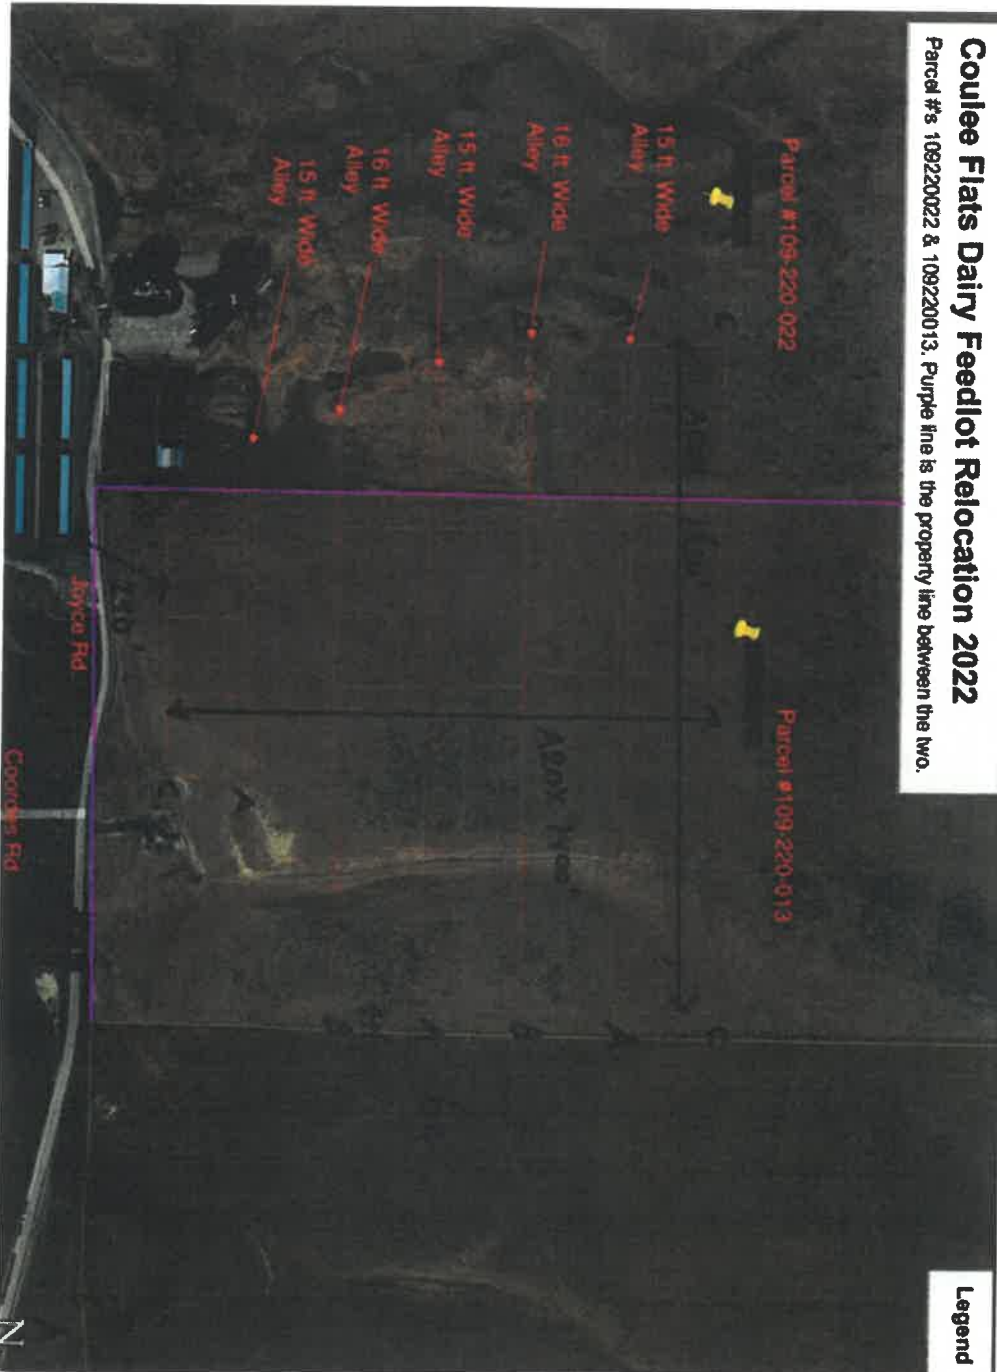 Coulee Flats Dairy Feedlot Relocation 2022
Parcel #'s 109220022 & 109220013. Purple line is the property line between the two.
Legend
Parcel #109-220-022
Parcel #109-220-013
15 ft. Wide
Alley
16 ft. Wide
Alley
15 ft. Wide
Alley
16 ft. Wide
Alley
15 ft. Wide
Alley
Joyce Rd
Coordes Rd
N